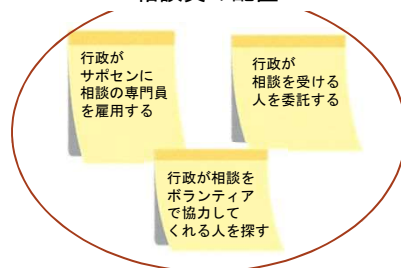 行政が
サポセンに
相談の専門員
を雇用する
行政が
相談を受ける
人を委託する
行政が相談を
ボランティア
で協力して
くれる人を探す